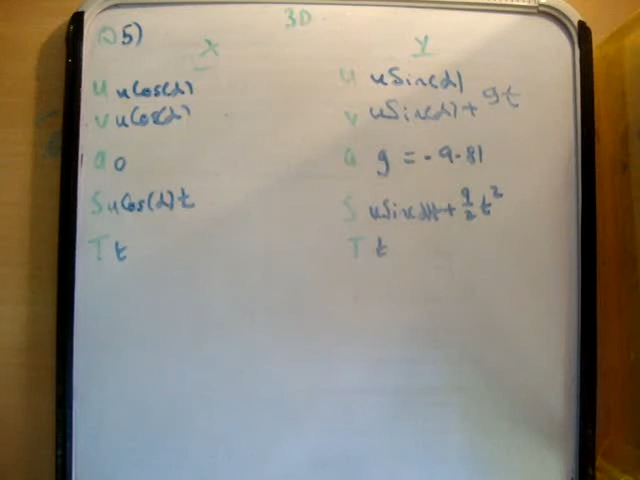 3D
Q5)
X Y
U uCos(α) U uSin(α)
V uCos(α) V uSin(α) + gt
a 0 a g = -9.81
S uCos(α)t S uSin(α)t + g/2 t²
T t T t